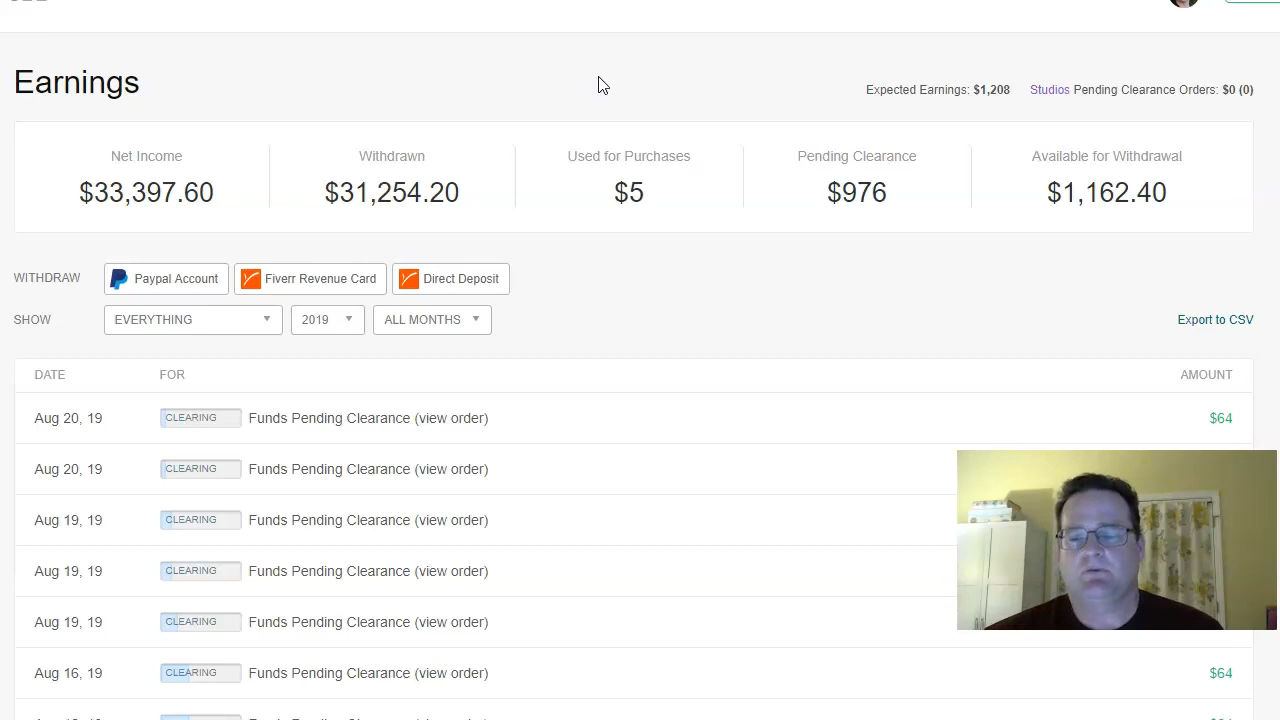 Earnings
Expected Earnings: $1,208 Studios Pending Clearance Orders: $0 (0)
Net Income Withdrawn Used for Purchases Pending Clearance Available for Withdrawal
$33,397.60 $31,254.20 $5 $976 $1,162.40
WITHDRAW Paypal Account Fiverr Revenue Card Direct Deposit
SHOW EVERYTHING 2019 ALL MONTHS Export to CSV
DATE FOR AMOUNT
Aug 20, 19 CLEARING Funds Pending Clearance (view order) $64
Aug 20, 19 CLEARING Funds Pending Clearance (view order)
Aug 19, 19 CLEARING Funds Pending Clearance (view order)
Aug 19, 19 CLEARING Funds Pending Clearance (view order)
Aug 19, 19 CLEARING Funds Pending Clearance (view order)
Aug 16, 19 CLEARING Funds Pending Clearance (view order) $64